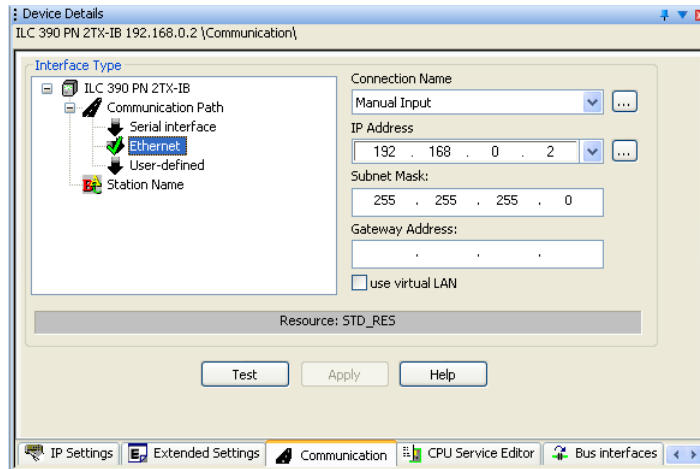 Device Details
ILC 390 PN 2TX-IB 192.168.0.2 \Communication\
Interface Type
ILC 390 PN 2TX-IB
Communication Path
Serial interface
Ethernet
User-defined
Station Name
Connection Name
Manual Input
...
IP Address
192 . 168 . 0 . 2
...
Subnet Mask:
255 . 255 . 255 . 0
Gateway Address:
. . .
use virtual LAN
Resource: STD_RES
Test Apply Help
IP Settings Extended Settings Communication CPU Service Editor Bus interfaces